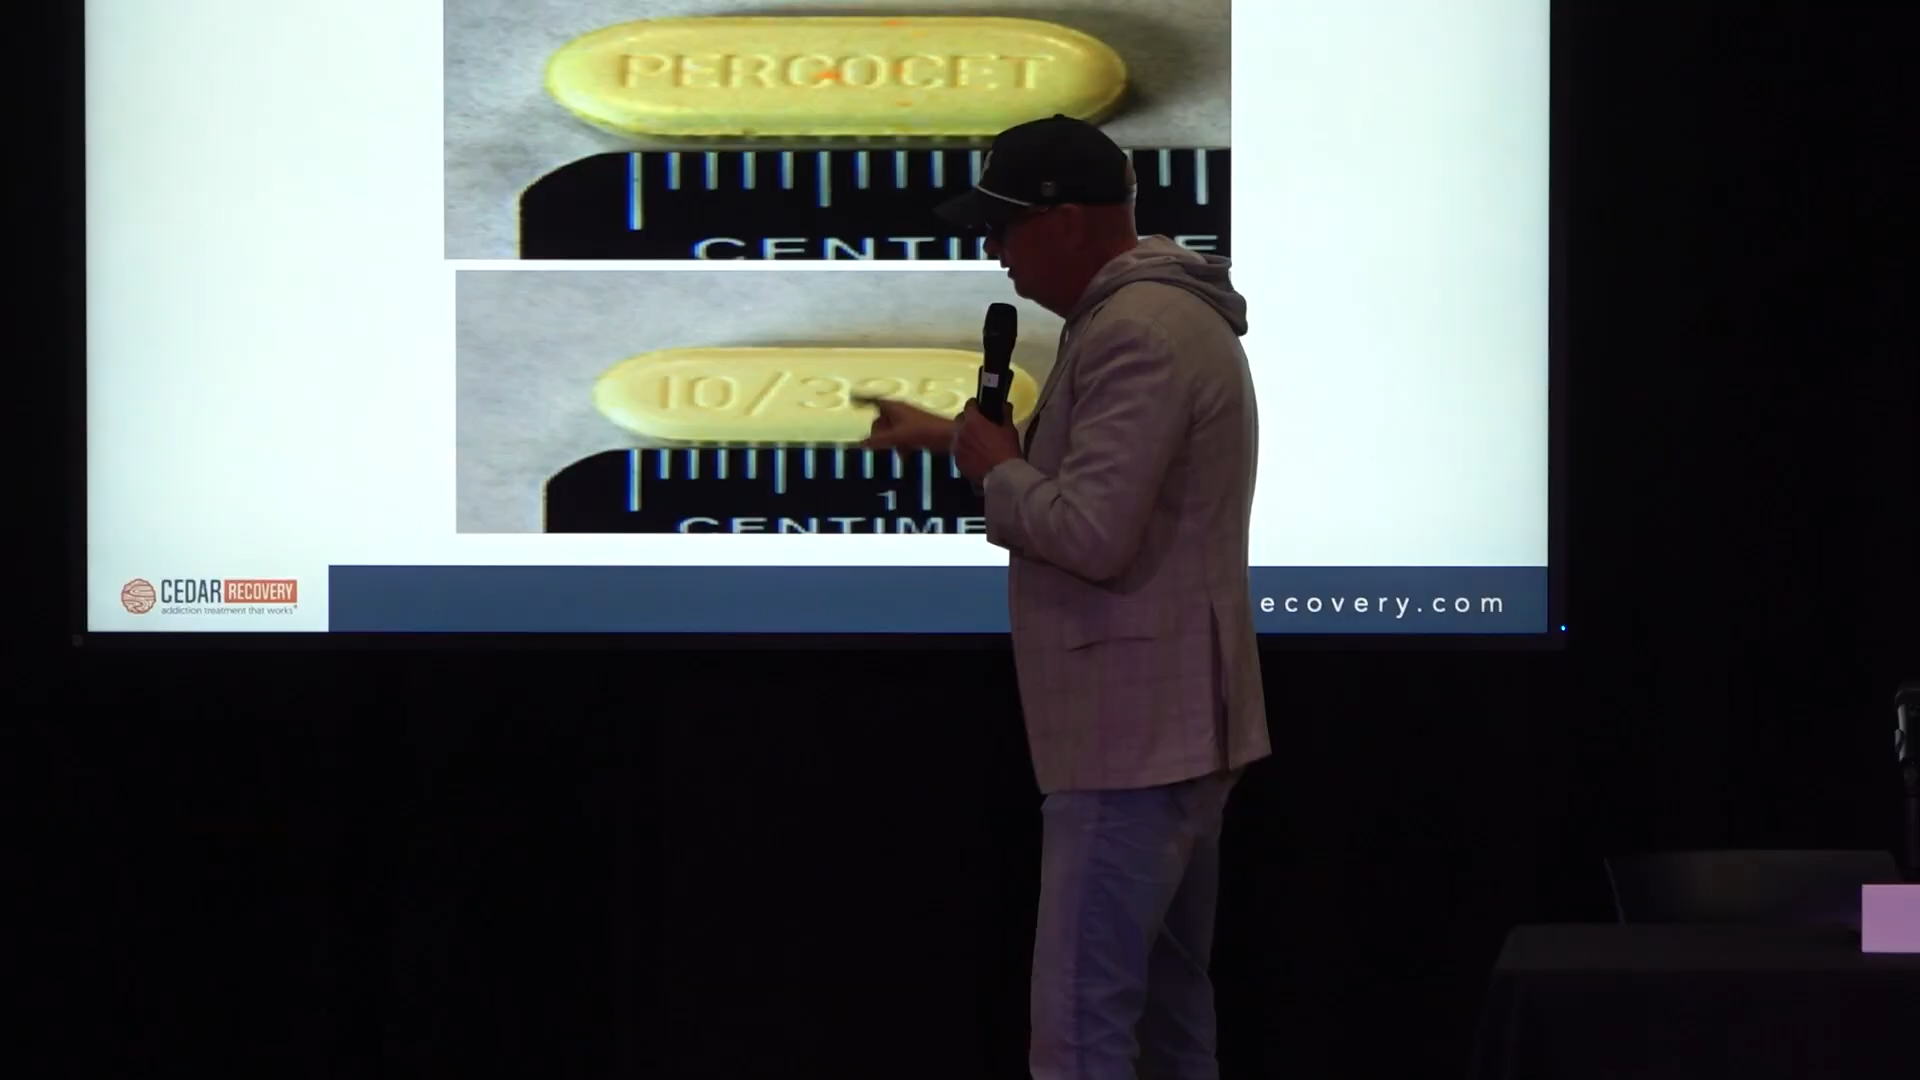 PERCOCET
CENTI
10/325
1
CENTIME
CEDAR RECOVERY
addiction treatment that works
ecovery.com